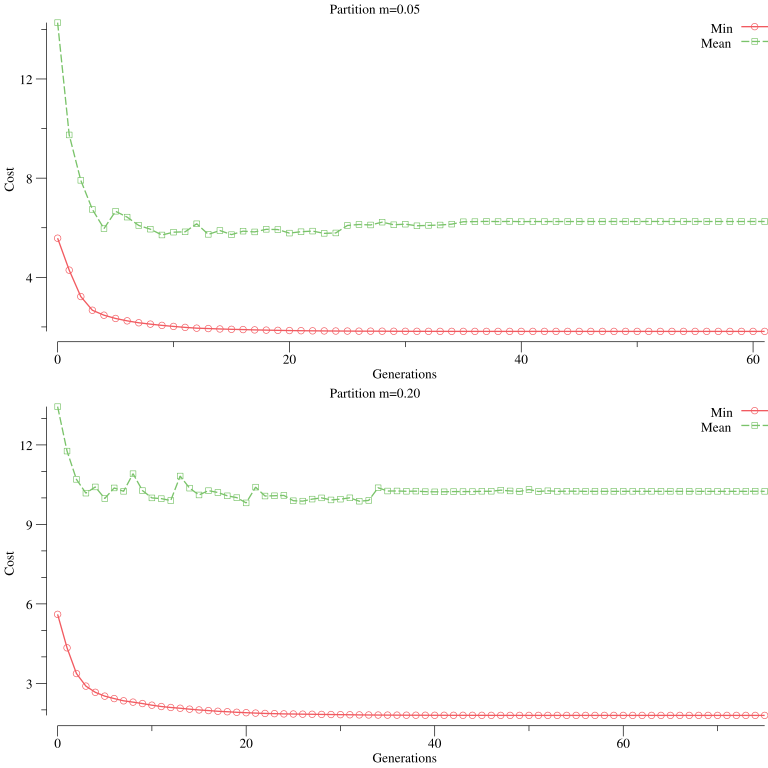 Partition m=0.05
Min
Mean
12
8
4
Cost
0
20
40
60
Generations
Partition m=0.20
Min
Mean
12
9
6
3
Cost
0
20
40
60
Generations